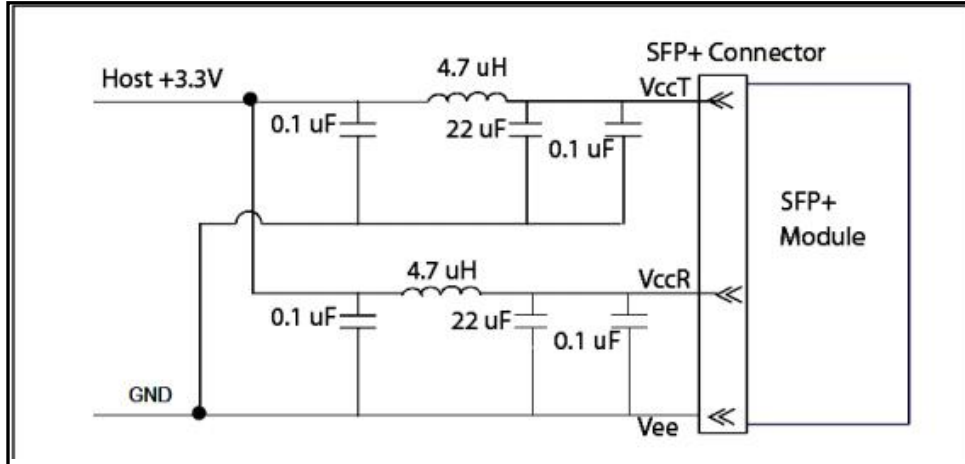 SFP+ Connector
4.7 uH
Host +3.3V
VccT
0.1 uF
22 uF
0.1 uF
SFP+
Module
4.7 uH
VccR
0.1 uF
22 uF
0.1 uF
GND
Vee